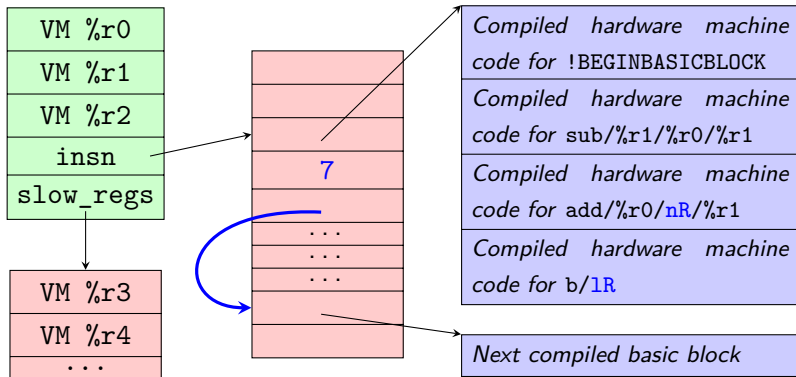 VM %r0
VM %r1
VM %r2
insn
slow_regs
VM %r3
VM %r4
...
7
...
...
...
Compiled hardware machine
code for !BEGINBASICBLOCK
Compiled hardware machine
code for sub/%r1/%r0/%r1
Compiled hardware machine
code for add/%r0/nR/%r1
Compiled hardware machine
code for b/lR
Next compiled basic block